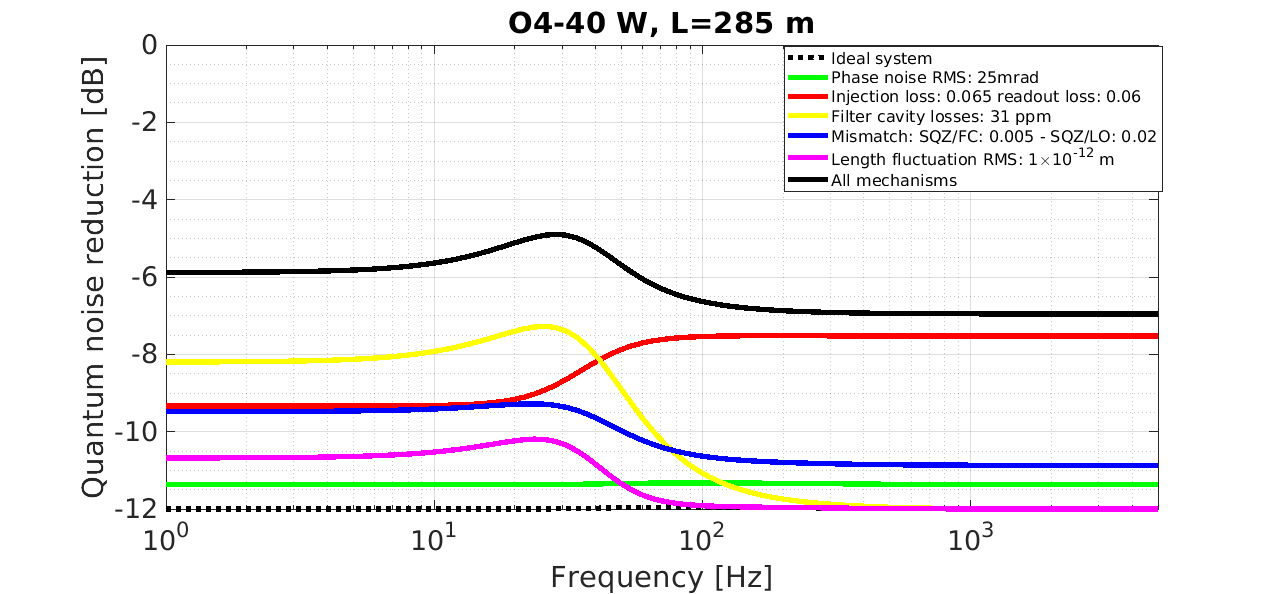 O4-40 W, L=285 m
Quantum noise reduction [dB]
0
-2
-4
-6
-8
-10
-12
Ideal system
Phase noise RMS: 25mrad
Injection loss: 0.065 readout loss: 0.06
Filter cavity losses: 31 ppm
Mismatch: SQZ/FC: 0.005 - SQZ/LO: 0.02
Length fluctuation RMS: 1×10⁻¹² m
All mechanisms
10⁰ 10¹ 10² 10³
Frequency [Hz]